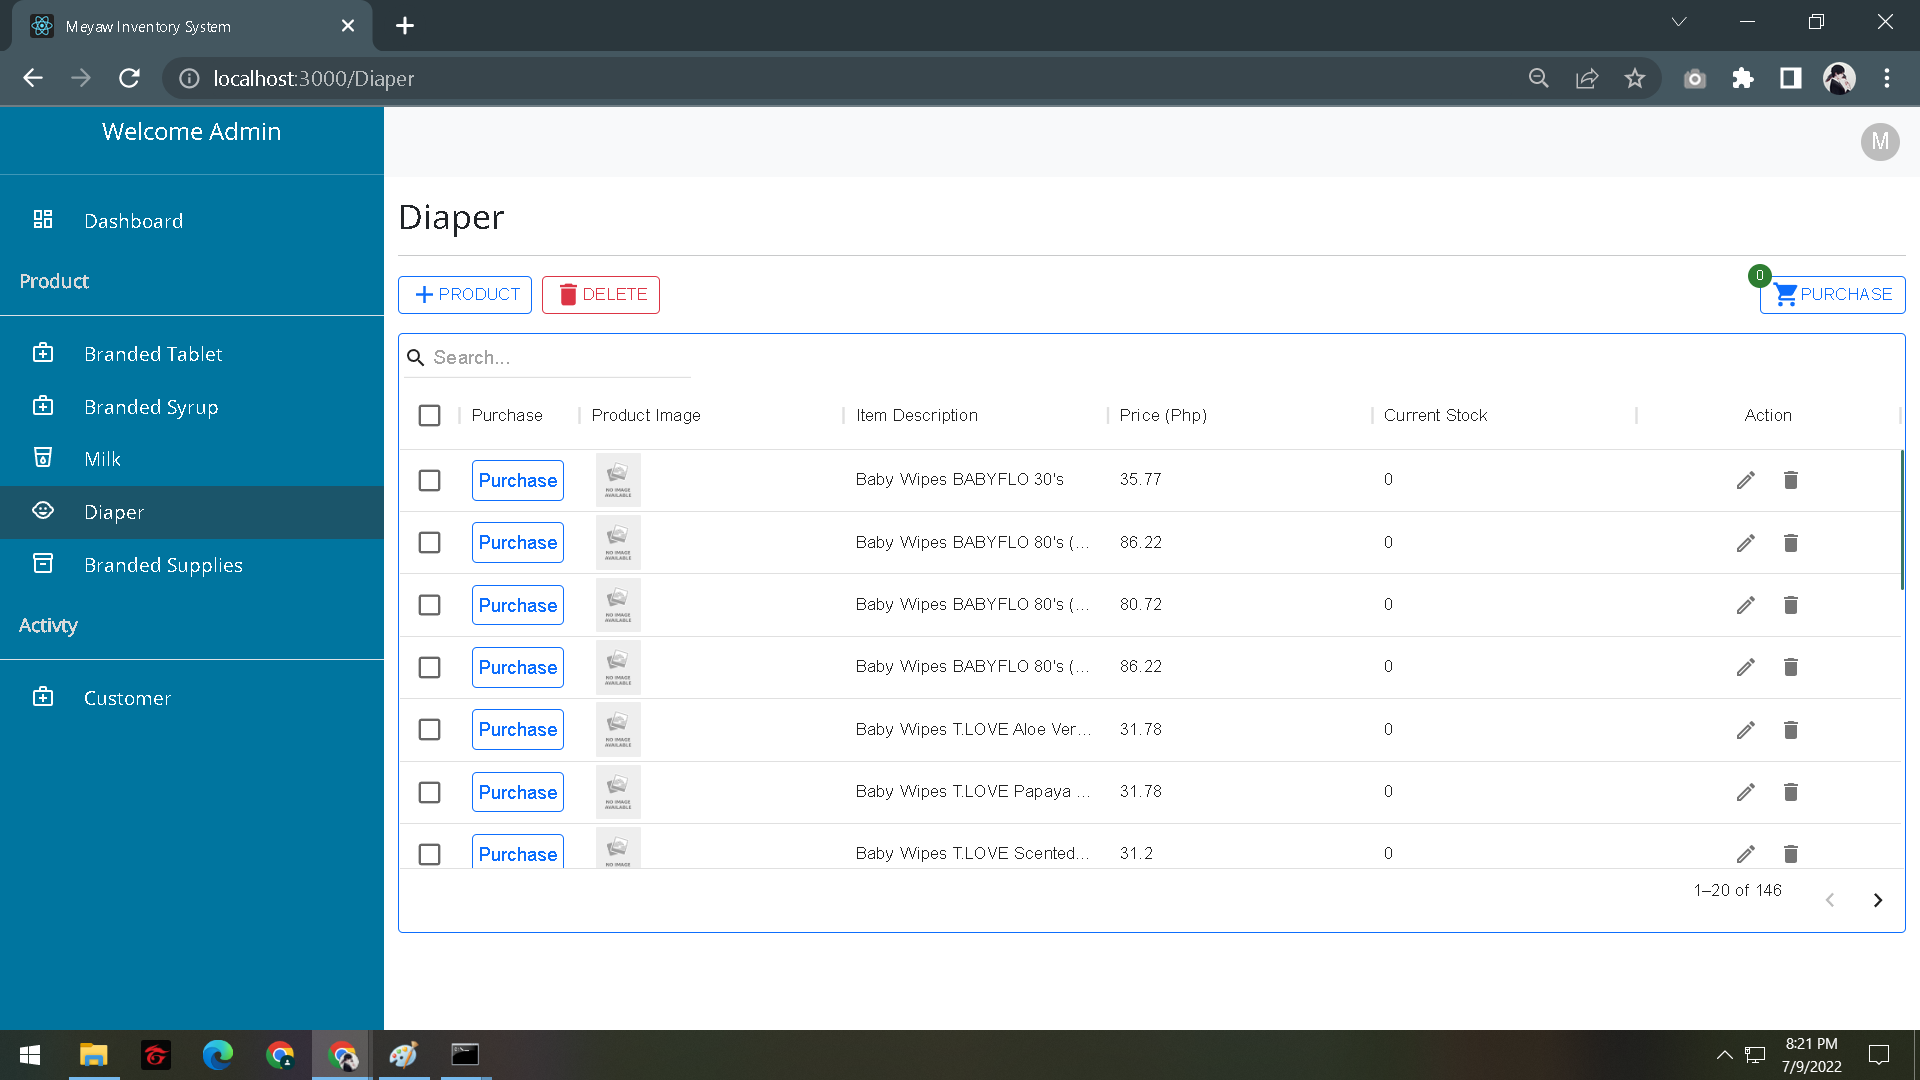 Meyaw Inventory System
localhost:3000/Diaper
Welcome Admin
M
Dashboard
Product
Branded Tablet
Branded Syrup
Milk
Diaper
Branded Supplies
Activty
Customer
Diaper
PRODUCT
DELETE
0
PURCHASE
Search...
Purchase Product Image Item Description Price (Php) Current Stock Action
Purchase NO IMAGE AVAILABLE Baby Wipes BABYFLO 30's 35.77 0
Purchase NO IMAGE AVAILABLE Baby Wipes BABYFLO 80's (... 86.22 0
Purchase NO IMAGE AVAILABLE Baby Wipes BABYFLO 80's (... 80.72 0
Purchase NO IMAGE AVAILABLE Baby Wipes BABYFLO 80's (... 86.22 0
Purchase NO IMAGE AVAILABLE Baby Wipes T.LOVE Aloe Ver... 31.78 0
Purchase NO IMAGE AVAILABLE Baby Wipes T.LOVE Papaya ... 31.78 0
Purchase NO IMAGE Baby Wipes T.LOVE Scented... 31.2 0
1–20 of 146
8:21 PM
7/9/2022